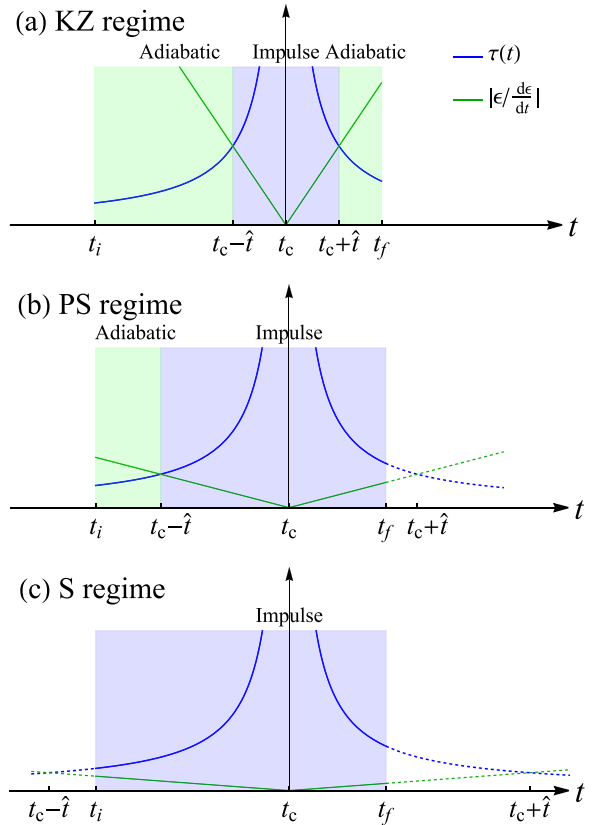 (a) KZ regime
Adiabatic Impulse Adiabatic
τ(t)
|ϵ/dϵ/dt|
t_i t_c−t̂ t_c t_c+t̂ t_f t
(b) PS regime
Adiabatic Impulse
t_i t_c−t̂ t_c t_f t_c+t̂ t
(c) S regime
Impulse
t_c−t̂ t_i t_c t_f t_c+t̂ t